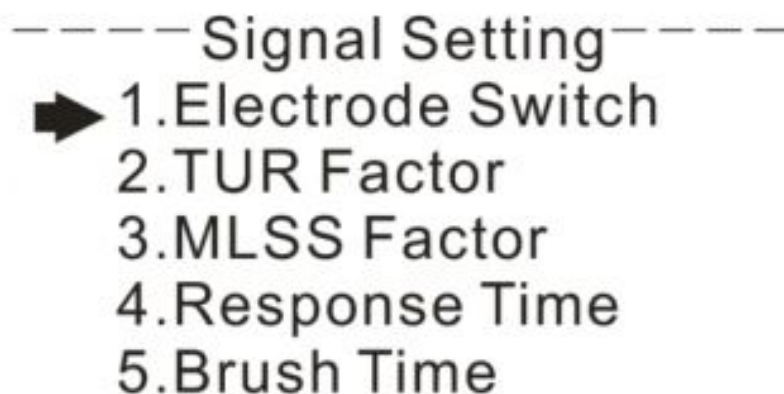 ----Signal Setting----
1.Electrode Switch
2.TUR Factor
3.MLSS Factor
4.Response Time
5.Brush Time